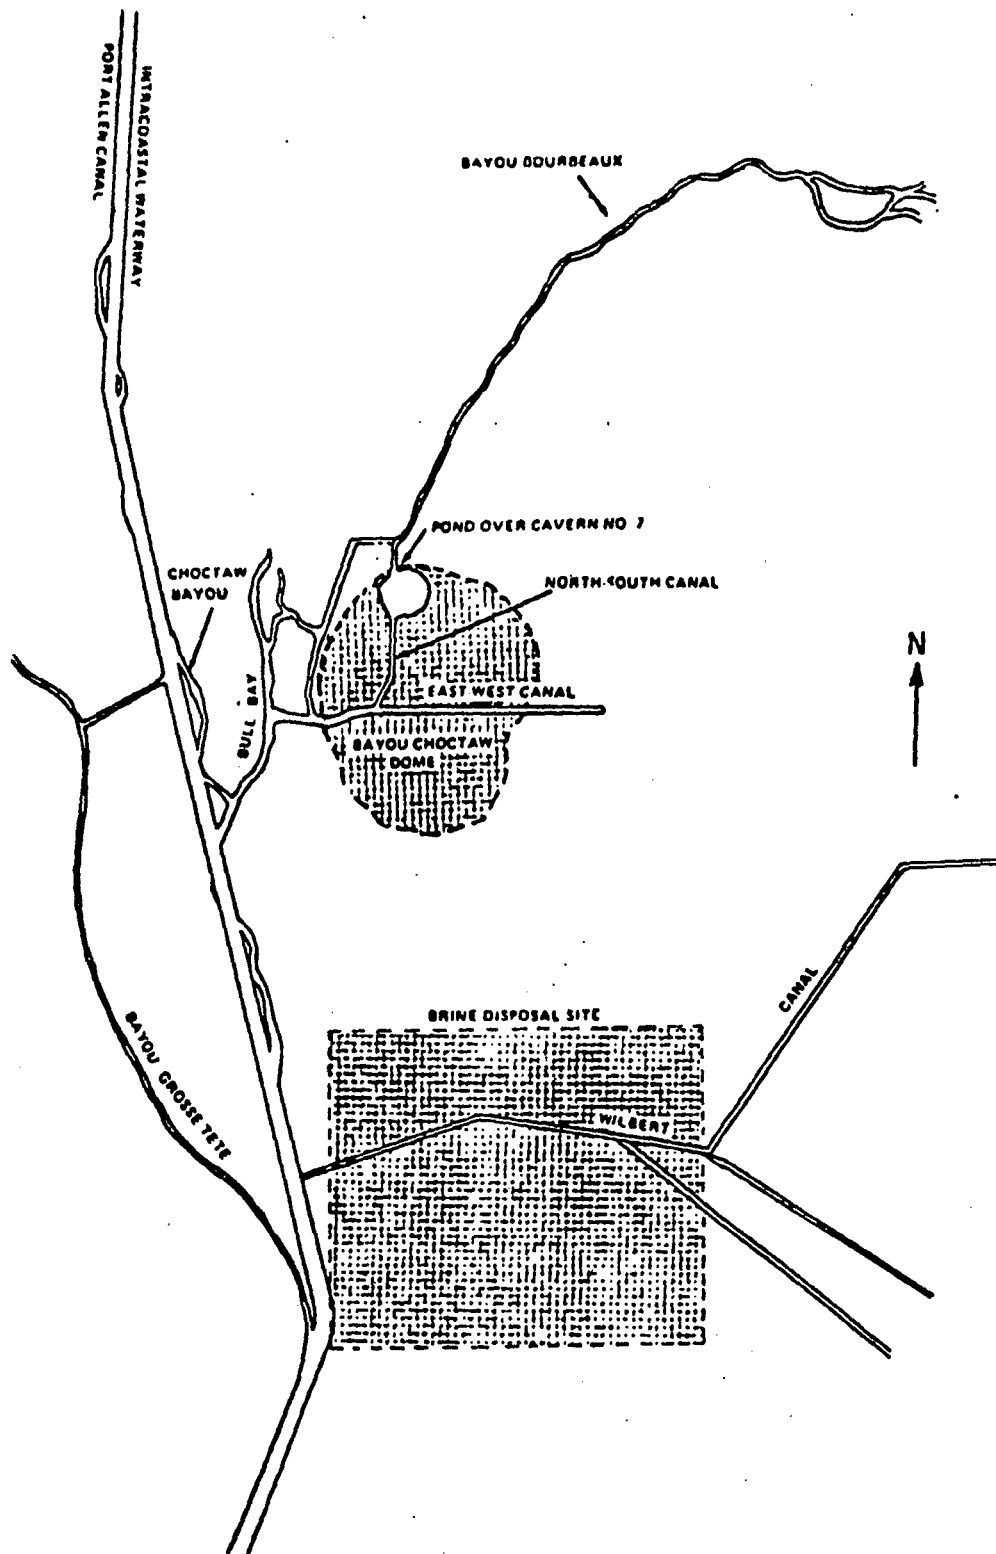 PORT ALLEN CANAL
INTRACOASTAL WATERWAY
BAYOU BOURBEAUX
POND OVER CAVERN NO 7
CHOCTAW
BAYOU
NORTH-SOUTH CANAL
N
BULL BAY
EAST WEST CANAL
BAYOU CHOCTAW
DOME
CANAL
BRINE DISPOSAL SITE
BAYOU GROSSE TETE
WILBERT